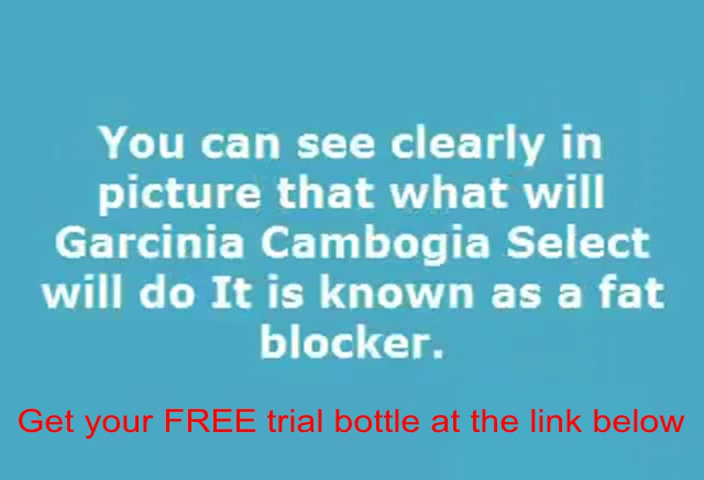 You can see clearly in
picture that what will
Garcinia Cambogia Select
will do It is known as a fat
blocker.
Get your FREE trial bottle at the link below